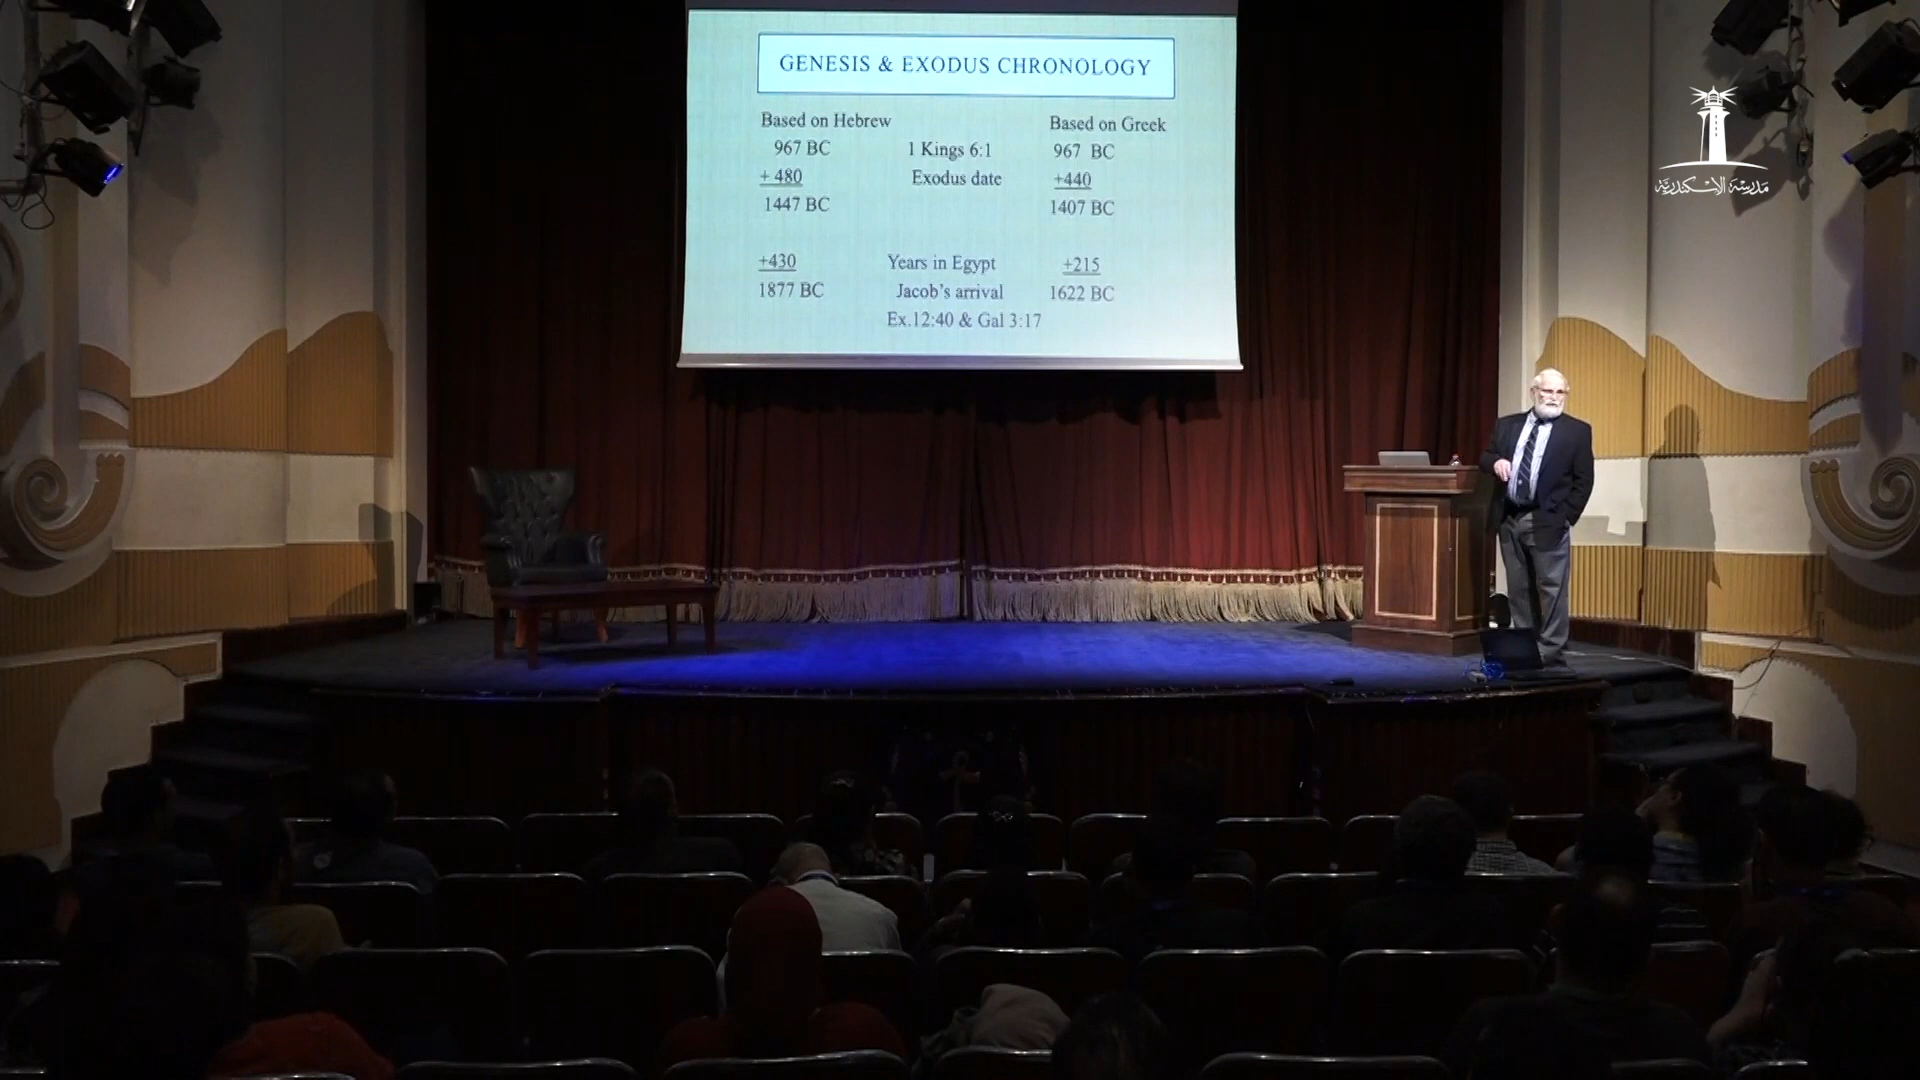 GENESIS & EXODUS CHRONOLOGY
Based on Hebrew Based on Greek
967 BC 1 Kings 6:1 967 BC
+ 480 Exodus date +440
1447 BC 1407 BC
+430 Years in Egypt +215
1877 BC Jacob's arrival 1622 BC
Ex.12:40 & Gal 3:17
مدرسة الإسكندرية